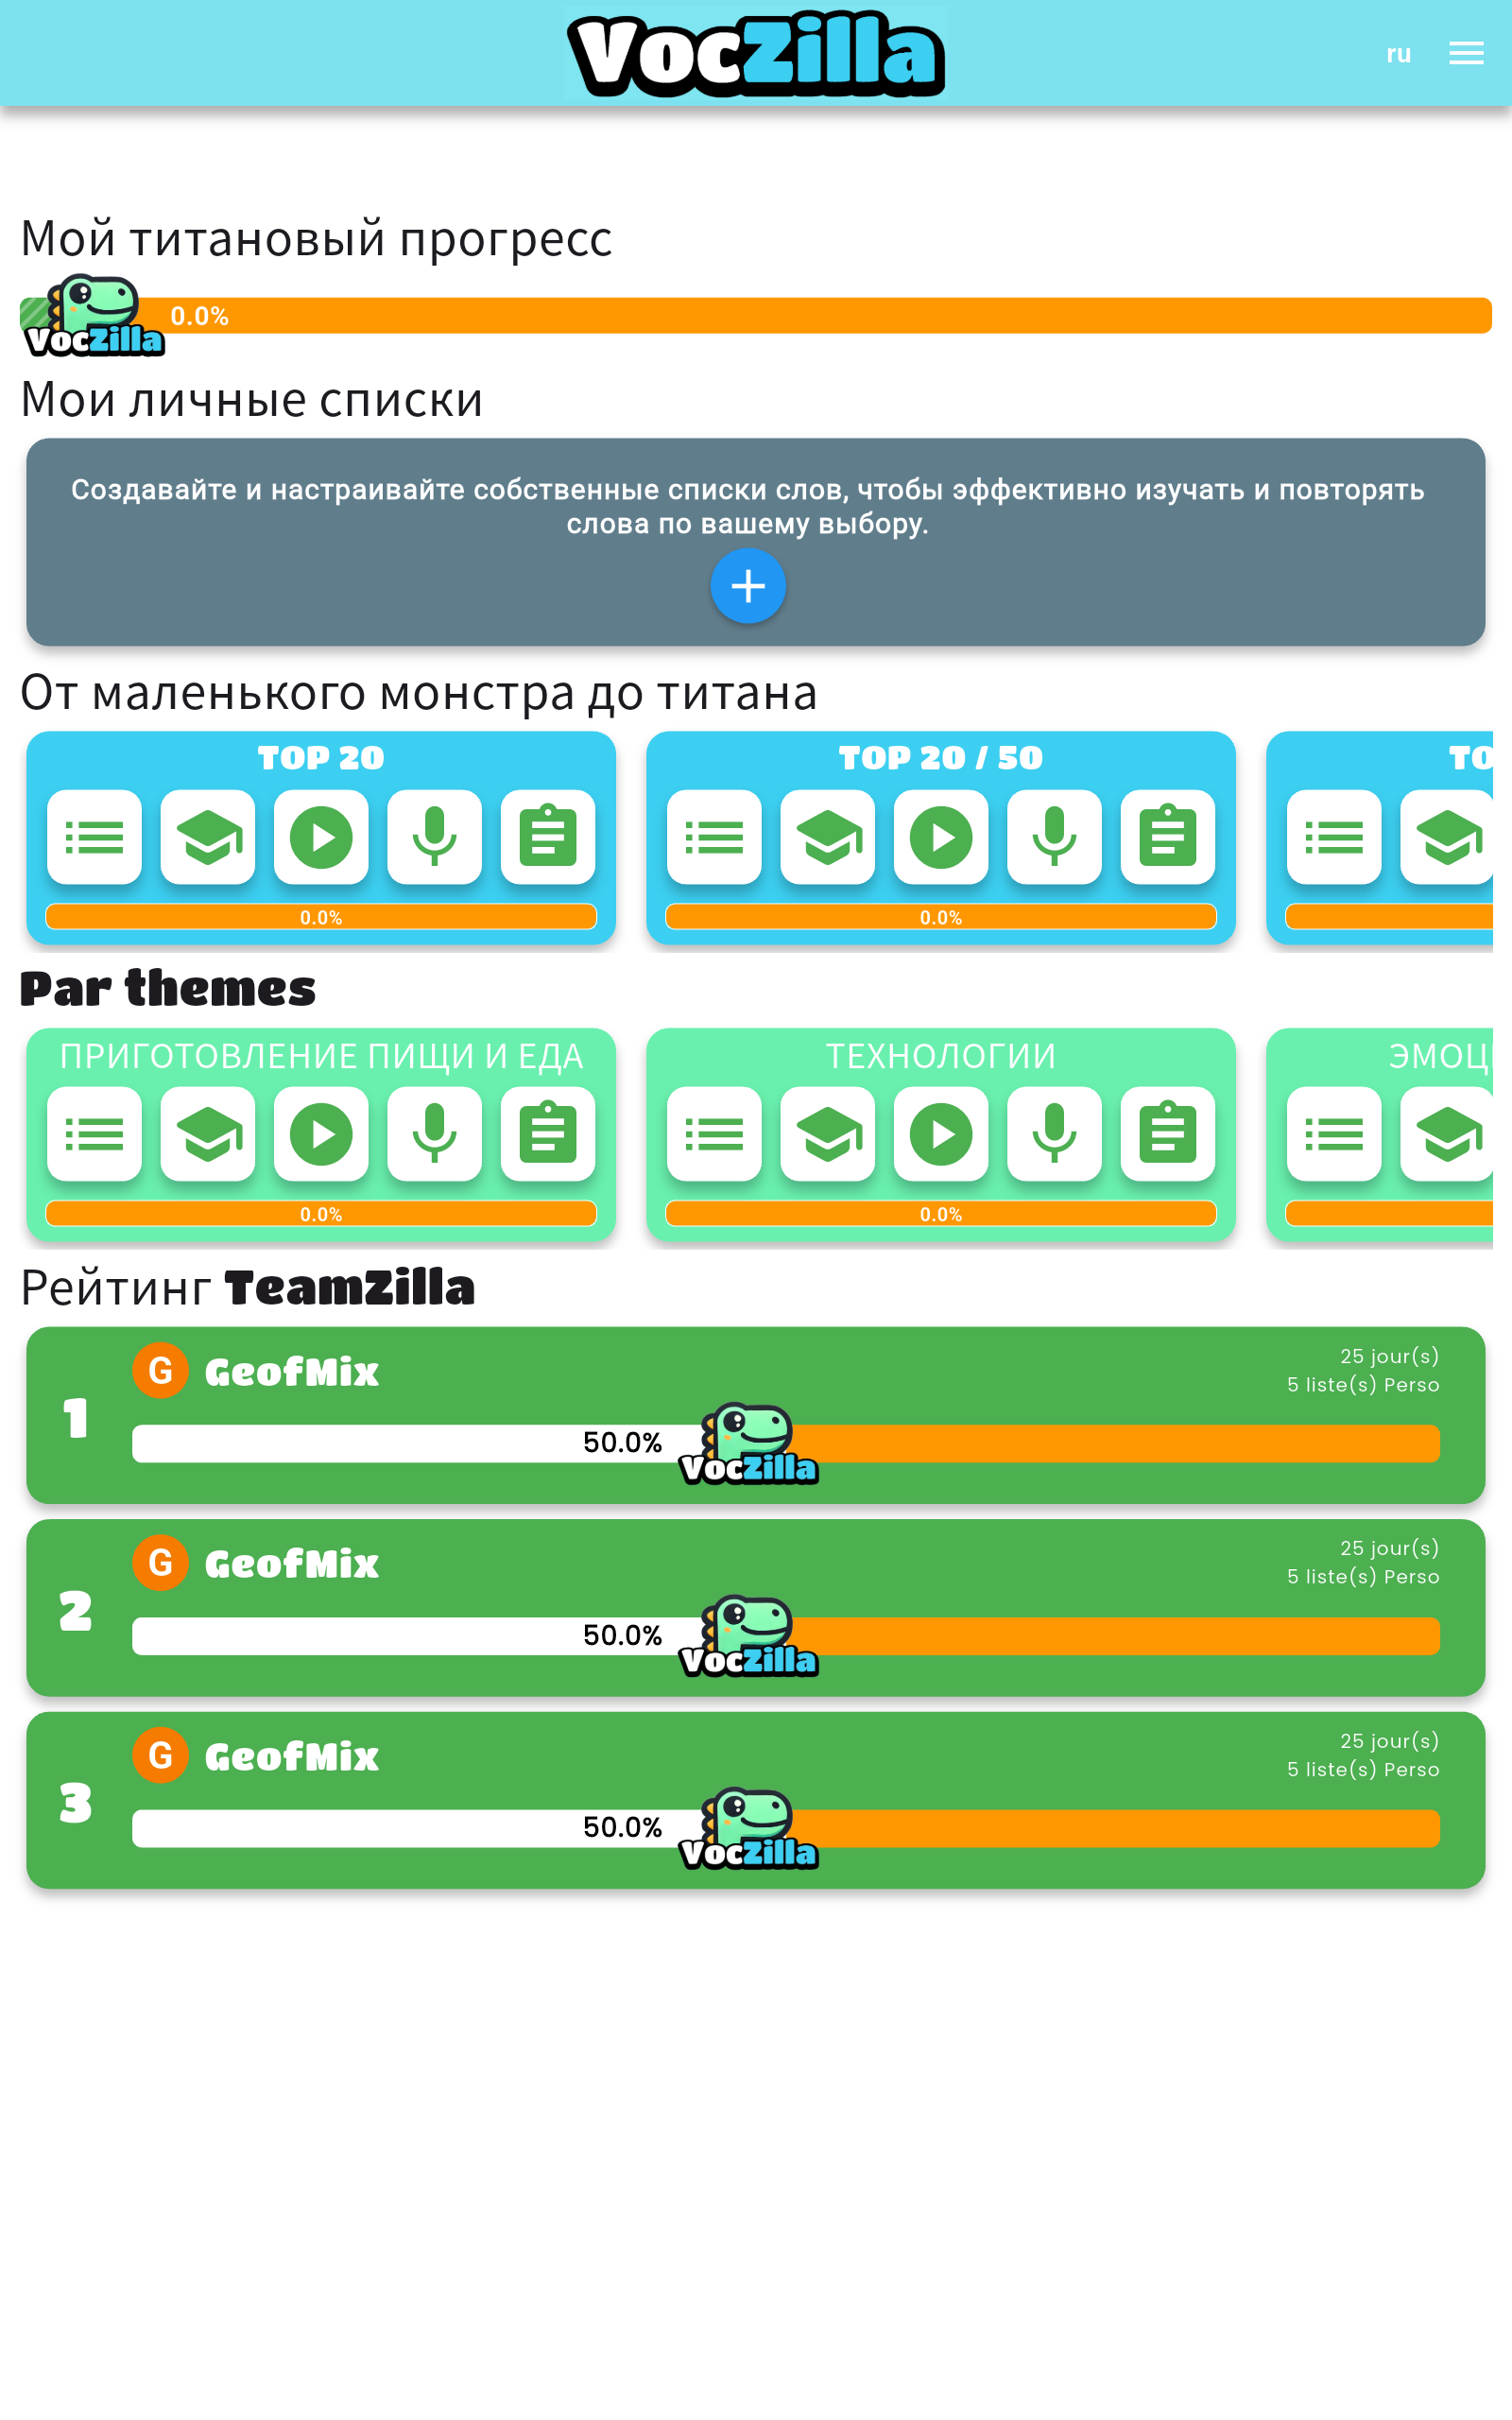 VocZilla
ru
Мой титановый прогресс
0.0%
VocZilla
Мои личные списки
Создавайте и настраивайте собственные списки слов, чтобы эффективно изучать и повторять
слова по вашему выбору.
От маленького монстра до титана
TOP 20
TOP 20 / 50
TO
0.0%
0.0%
Par themes
ПРИГОТОВЛЕНИЕ ПИЩИ И ЕДА
ТЕХНОЛОГИИ
ЭМОЦ
0.0%
0.0%
Рейтинг TeamZilla
1
G
GeofMix
25 jour(s)
5 liste(s) Perso
50.0%
VocZilla
2
G
GeofMix
25 jour(s)
5 liste(s) Perso
50.0%
VocZilla
3
G
GeofMix
25 jour(s)
5 liste(s) Perso
50.0%
VocZilla